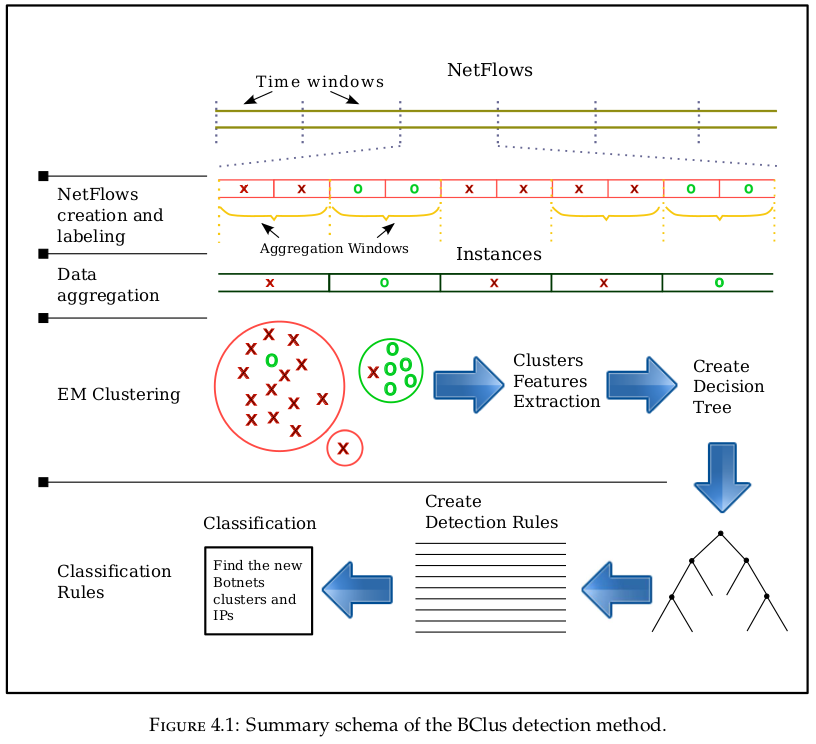 NetFlows
Time windows
NetFlows
creation and
labeling
x x o o x x x x o o
Aggregation Windows
Instances
Data
aggregation
x o x x o
EM Clustering
x
x
x
o
x
x
x
x
x
x
x
x
x
x
x
o
x
o
o
o
o
Clusters
Features
Extraction
Create
Decision
Tree
Classification
Rules
Classification
Find the new
Botnets
clusters and
IPs
Create
Detection Rules
FIGURE 4.1: Summary schema of the BClus detection method.